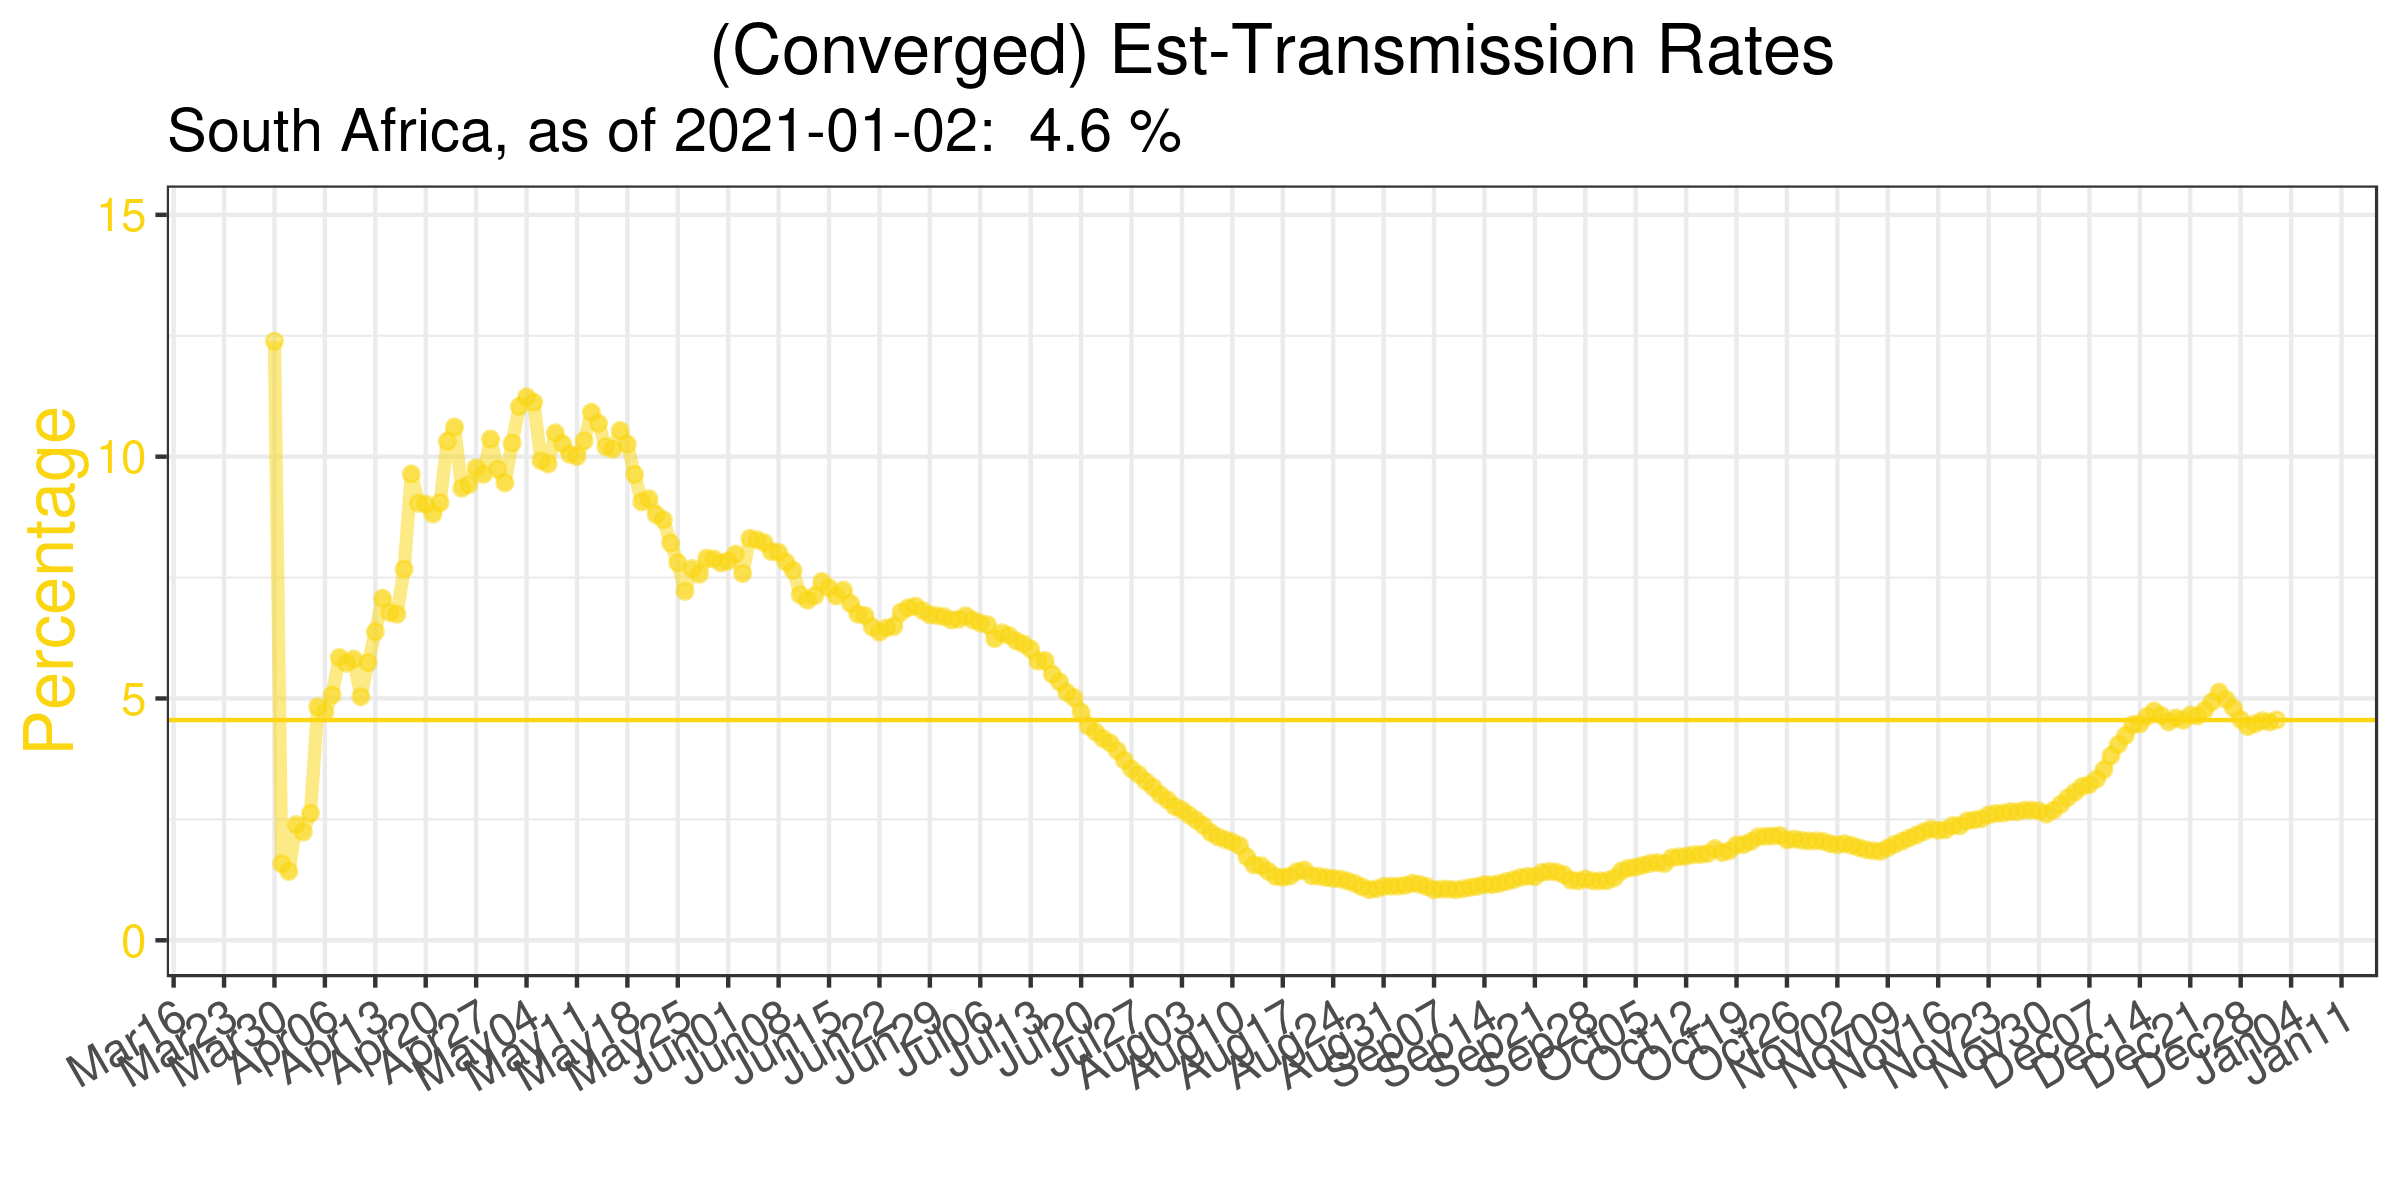 (Converged) Est-Transmission Rates
South Africa, as of 2021-01-02:  4.6 %
Percentage
15
10
5
0
Mar16
Mar23
Mar30
Apr06
Apr13
Apr20
Apr27
May04
May11
May18
May25
Jun01
Jun08
Jun15
Jun22
Jun29
Jul06
Jul13
Jul20
Jul27
Aug03
Aug10
Aug17
Aug24
Aug31
Sep07
Sep14
Sep21
Sep28
Oct05
Oct12
Oct19
Oct26
Nov02
Nov09
Nov16
Nov23
Nov30
Dec07
Dec14
Dec21
Dec28
Jan04
Jan11